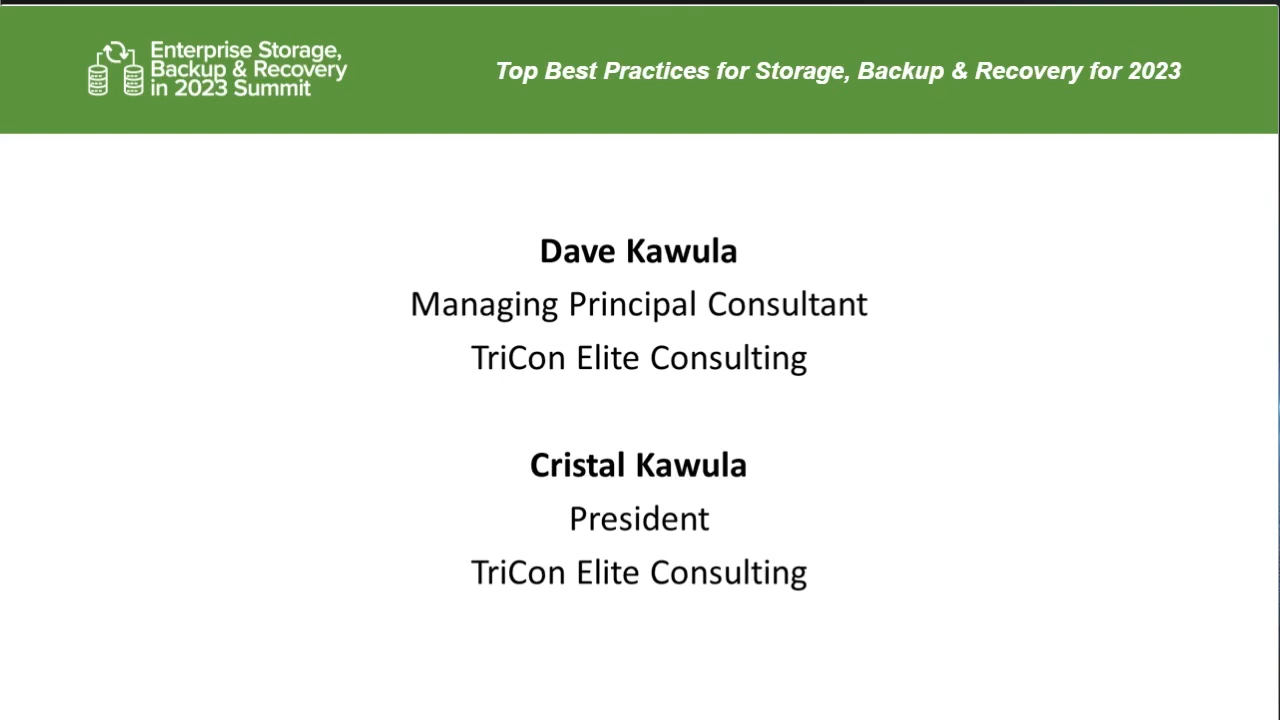 Enterprise Storage,
Backup & Recovery
in 2023 Summit
Top Best Practices for Storage, Backup & Recovery for 2023
Dave Kawula
Managing Principal Consultant
TriCon Elite Consulting
Cristal Kawula
President
TriCon Elite Consulting